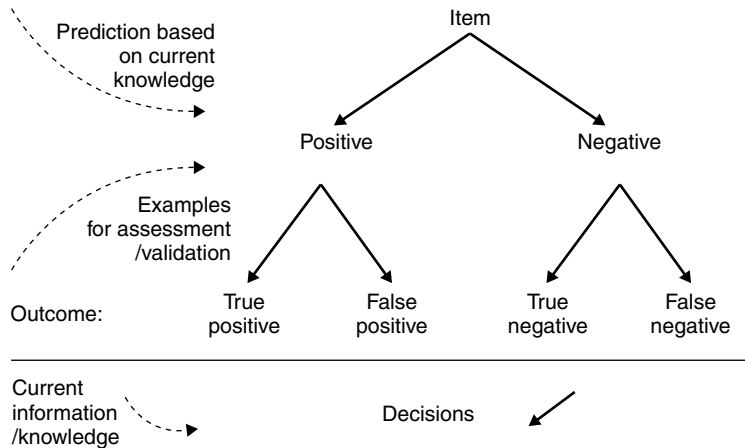 Item
Prediction based
on current
knowledge
Positive
Negative
Examples
for assessment
/validation
Outcome:
True
positive
False
positive
True
negative
False
negative
Current
information
/knowledge
Decisions